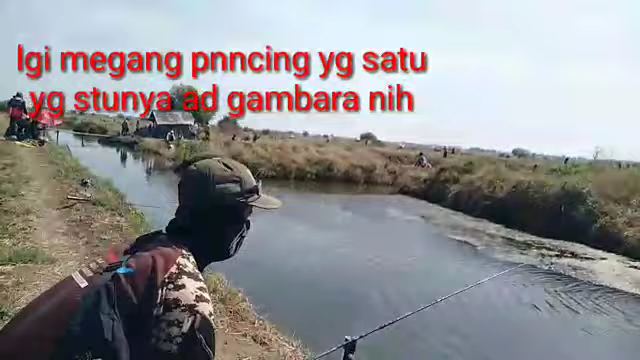 lgi megang pnncing yg satu
yg stunya ad gambara nih